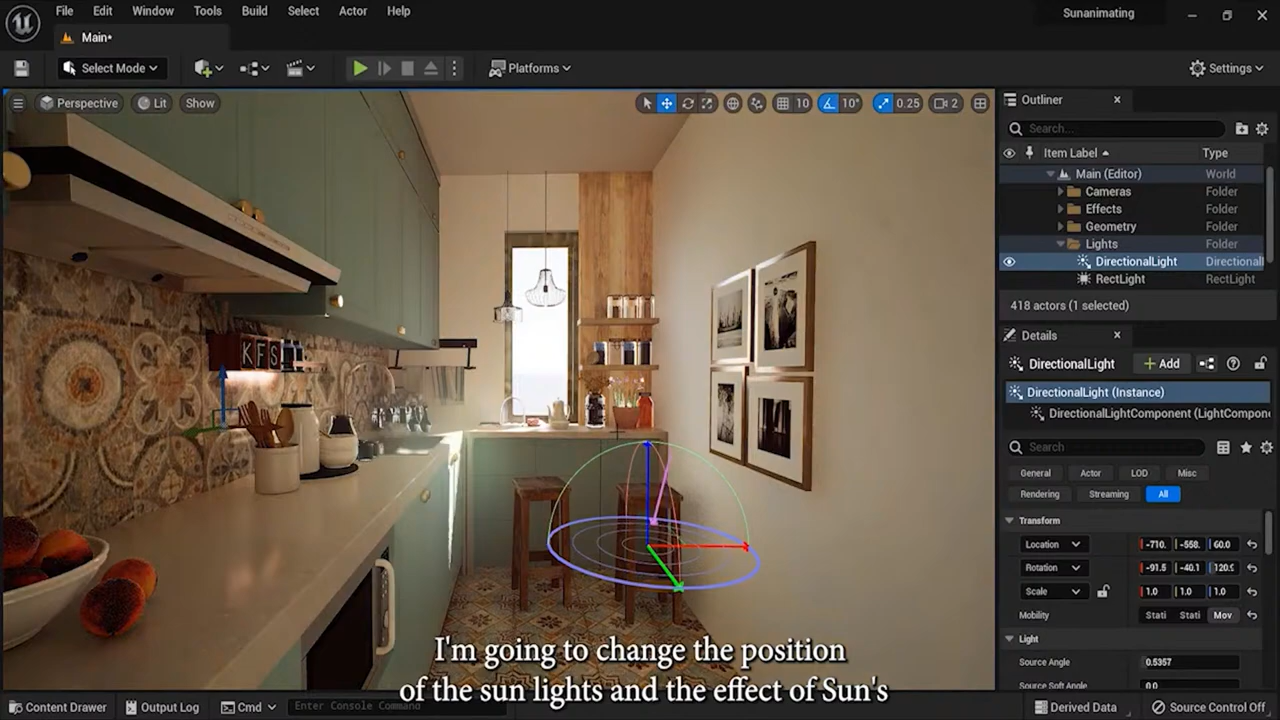 File Edit Window Tools Build Select Actor Help
Sunanimating
Main*
Select Mode
Platforms
Settings
Perspective
Lit
Show
10
10°
0.25
2
Outliner
Search...
Item Label
Type
Main (Editor) World
Cameras Folder
Effects Folder
Geometry Folder
Lights Folder
DirectionalLight Directional
RectLight RectLight
418 actors (1 selected)
Details
DirectionalLight
Add
DirectionalLight (Instance)
DirectionalLightComponent (LightCompone
Search
General Actor LOD Misc
Rendering Streaming All
Transform
Location -710. -558. 60.0
Rotation -91.5 -40.1 120.9
Scale 1.0 1.0 1.0
Mobility Stati Stati Mov
Light
Source Angle 0.5357
Source Soft Angle 0.0
KFS
I'm going to change the position
of the sun lights and the effect of Sun's
Content Drawer
Output Log
Cmd
Enter Console Command
Derived Data
Source Control Off